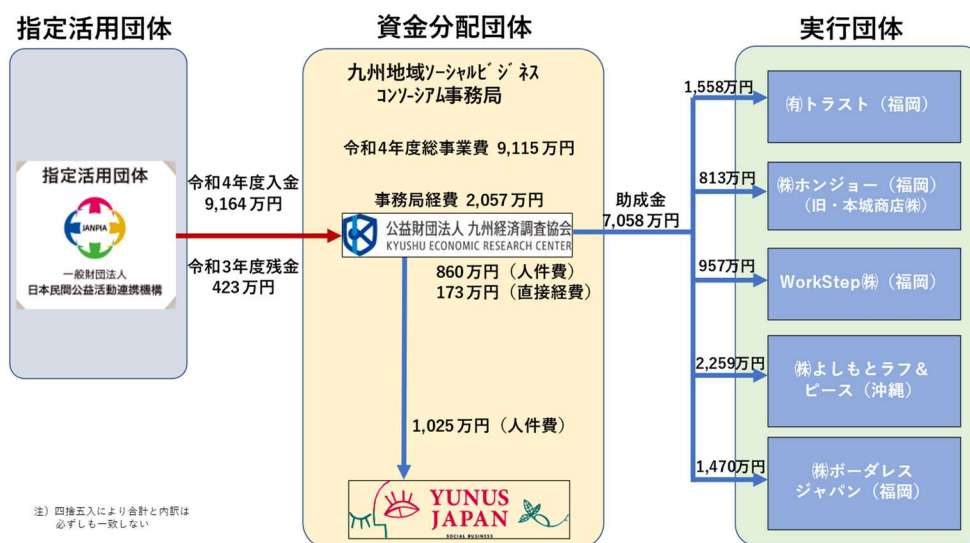 指定活用団体
資金分配団体
実行団体
九州地域ソーシャルビジネス
コンソーシアム事務局
令和4年度総事業費 9,115万円
事務局経費 2,057万円
指定活用団体
JANPIA
一般財団法人
日本民間公益活動連携機構
令和4年度入金
9,164万円
令和3年度残金
423万円
公益財団法人 九州経済調査協会
KYUSHU ECONOMIC RESEARCH CENTER
860万円（人件費）
173万円（直接経費）
1,025万円（人件費）
YUNUS
JAPAN
SOCIAL BUSINESS
助成金
7,058万円
1,558万円
㈲トラスト（福岡）
813万円
㈱ホンジョー（福岡）
（旧・本城商店㈱）
957万円
WorkStep㈱（福岡）
2,259万円
㈱よしもとラフ＆
ピース（沖縄）
1,470万円
㈱ボーダレス
ジャパン（福岡）
注）四捨五入により合計と内訳は
必ずしも一致しない